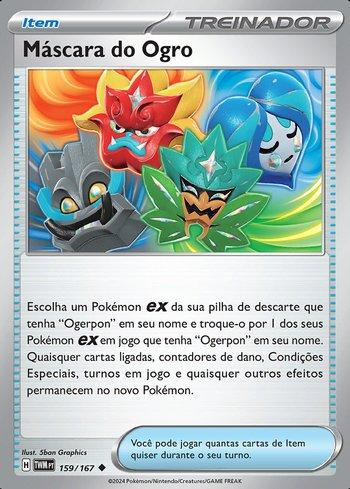 Item
TREINADOR
Máscara do Ogro
Escolha um Pokémon ex da sua pilha de descarte que
tenha “Ogerpon” em seu nome e troque-o por 1 dos seus
Pokémon ex em jogo que tenha “Ogerpon” em seu nome.
Quaisquer cartas ligadas, contadores de dano, Condições
Especiais, turnos em jogo e quaisquer outros efeitos
permanecem no novo Pokémon.
Você pode jogar quantas cartas de Item
quiser durante o seu turno.
Ilust. 5ban Graphics
H TWM PT 159/167
©2024 Pokémon/Nintendo/Creatures/GAME FREAK